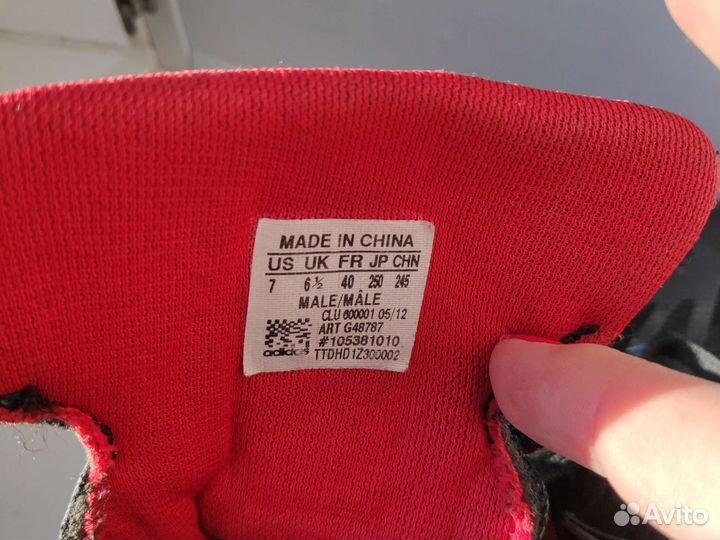 MADE IN CHINA
US UK FR JP CHN
7 6½ 40 250 245
MALE/MÂLE
CLU 600001 05/12
ART G48787
#105381010
adidas TTDHD1Z300002
Avito